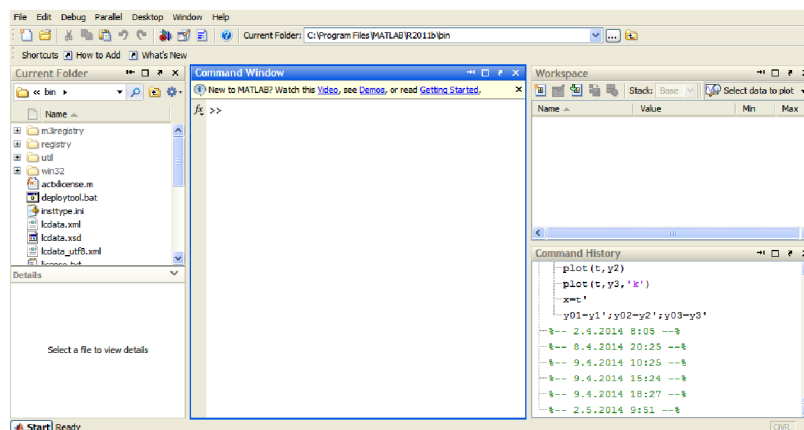 File Edit Debug Parallel Desktop Window Help
Current Folder: C:\Program Files\MATLAB\R2011b\bin
Shortcuts How to Add What's New
Current Folder
« bin
Name
m3iregistry
registry
util
win32
actxlicense.m
deploytool.bat
insttype.ini
lcdata.xml
lcdata.xsd
lcdata_utf8.xml
license.txt
Details
Select a file to view details
Command Window
New to MATLAB? Watch this Video, see Demos, or read Getting Started.
fx >>
Workspace
Stack: Base Select data to plot
Name Value Min Max
Command History
plot(t,y2)
plot(t,y3,'k')
x=t'
y01=y1';y02=y2';y03=y3'
%-- 2.4.2014 8:05 --%
%-- 8.4.2014 20:25 --%
%-- 9.4.2014 10:25 --%
%-- 9.4.2014 15:24 --%
%-- 9.4.2014 18:27 --%
%-- 2.5.2014 9:51 --%
Start Ready
OVR